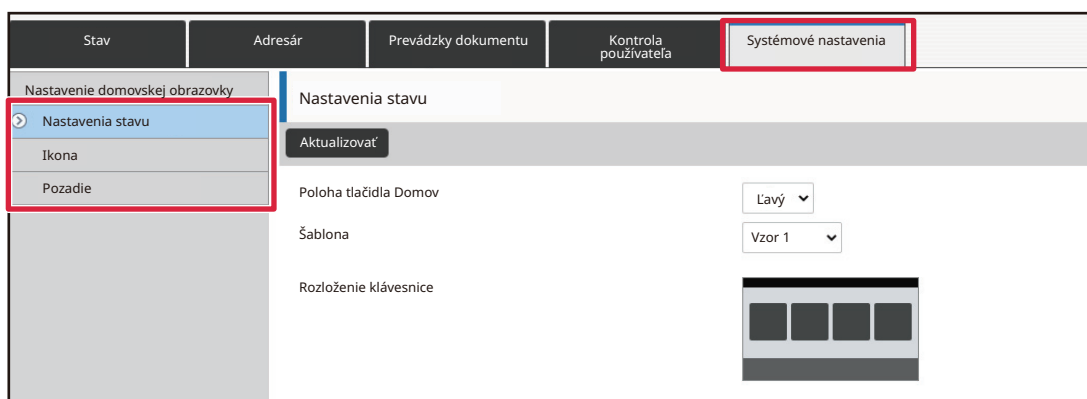 Stav
Adresár
Prevádzky dokumentu
Kontrola
používateľa
Systémové nastavenia
Nastavenie domovskej obrazovky
Nastavenia stavu
Ikona
Pozadie
Nastavenia stavu
Aktualizovať
Poloha tlačidla Domov
Ľavý
Šablona
Vzor 1
Rozloženie klávesnice